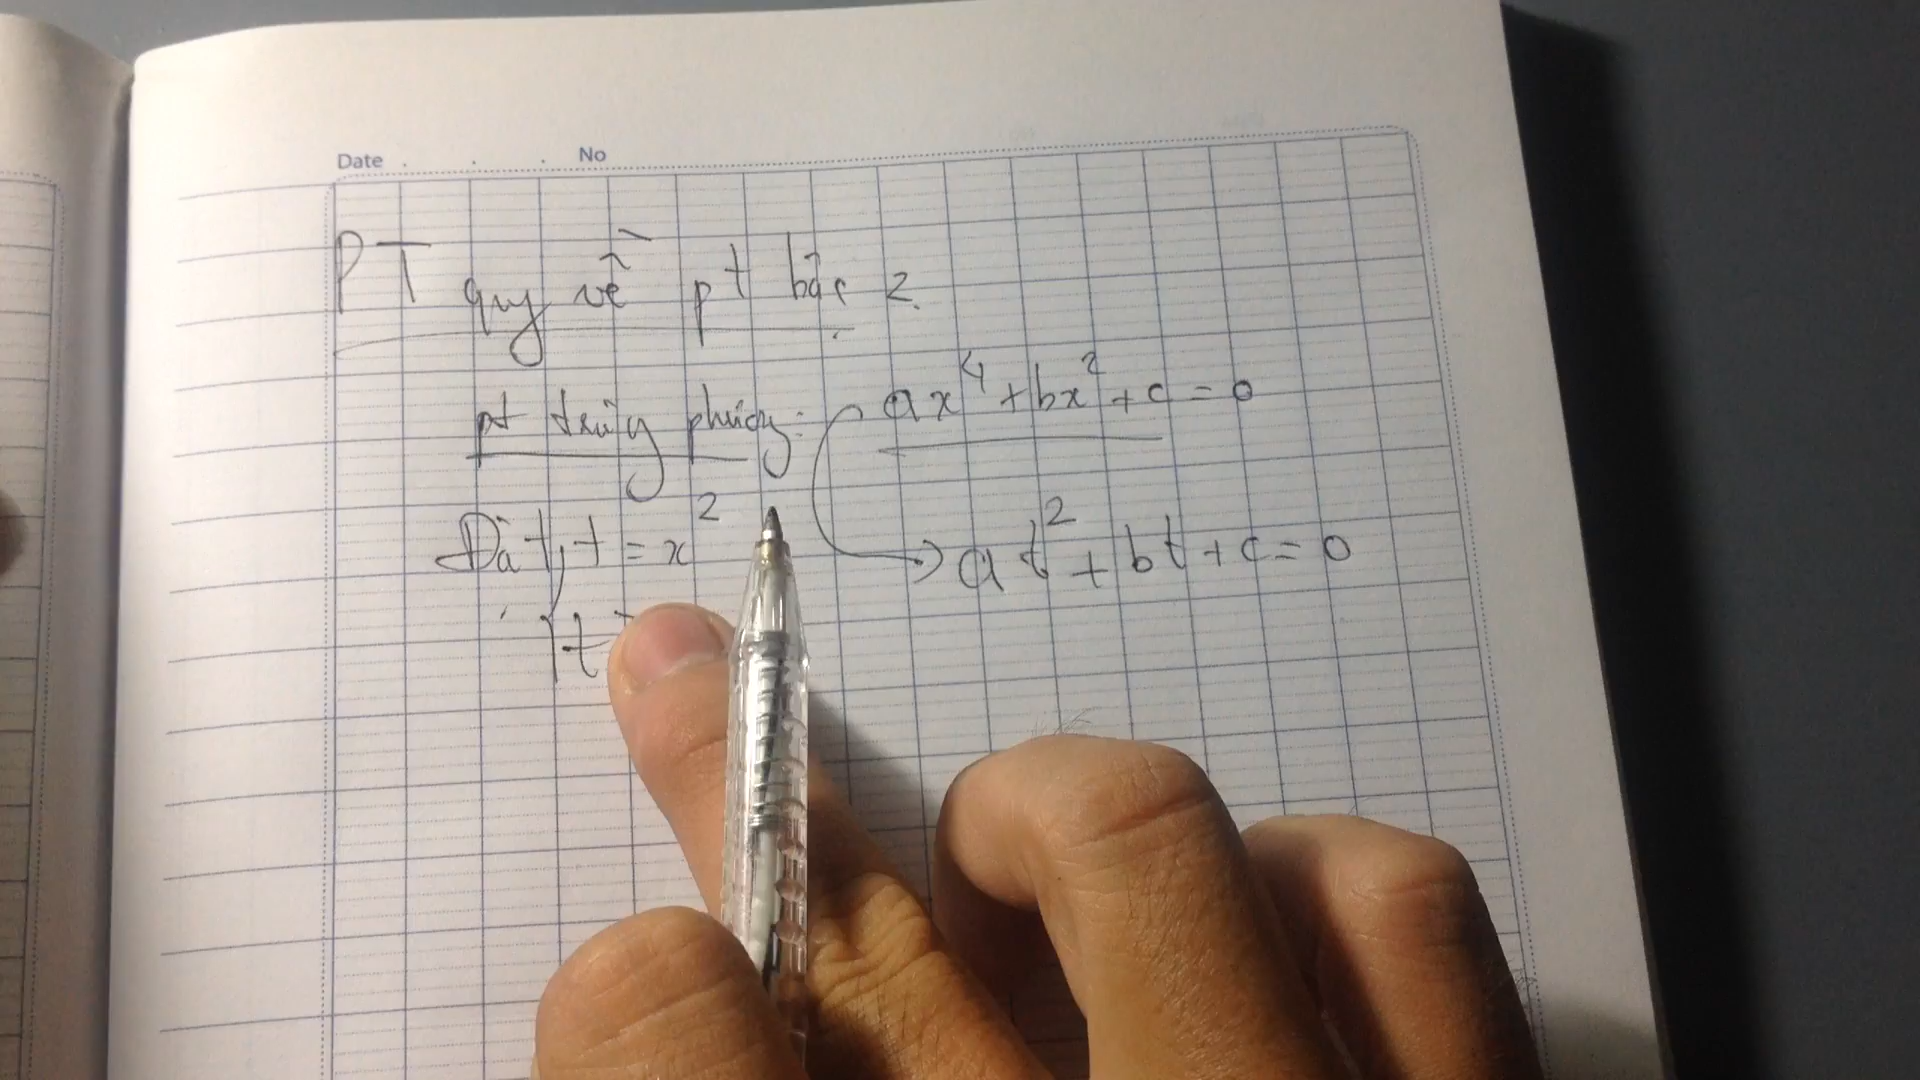 Date . . . No
PT quy về pt bậc 2.
pt trùng phương: ax⁴ + bx² + c = 0
Đặt t = x² → at² + bt + c = 0
t